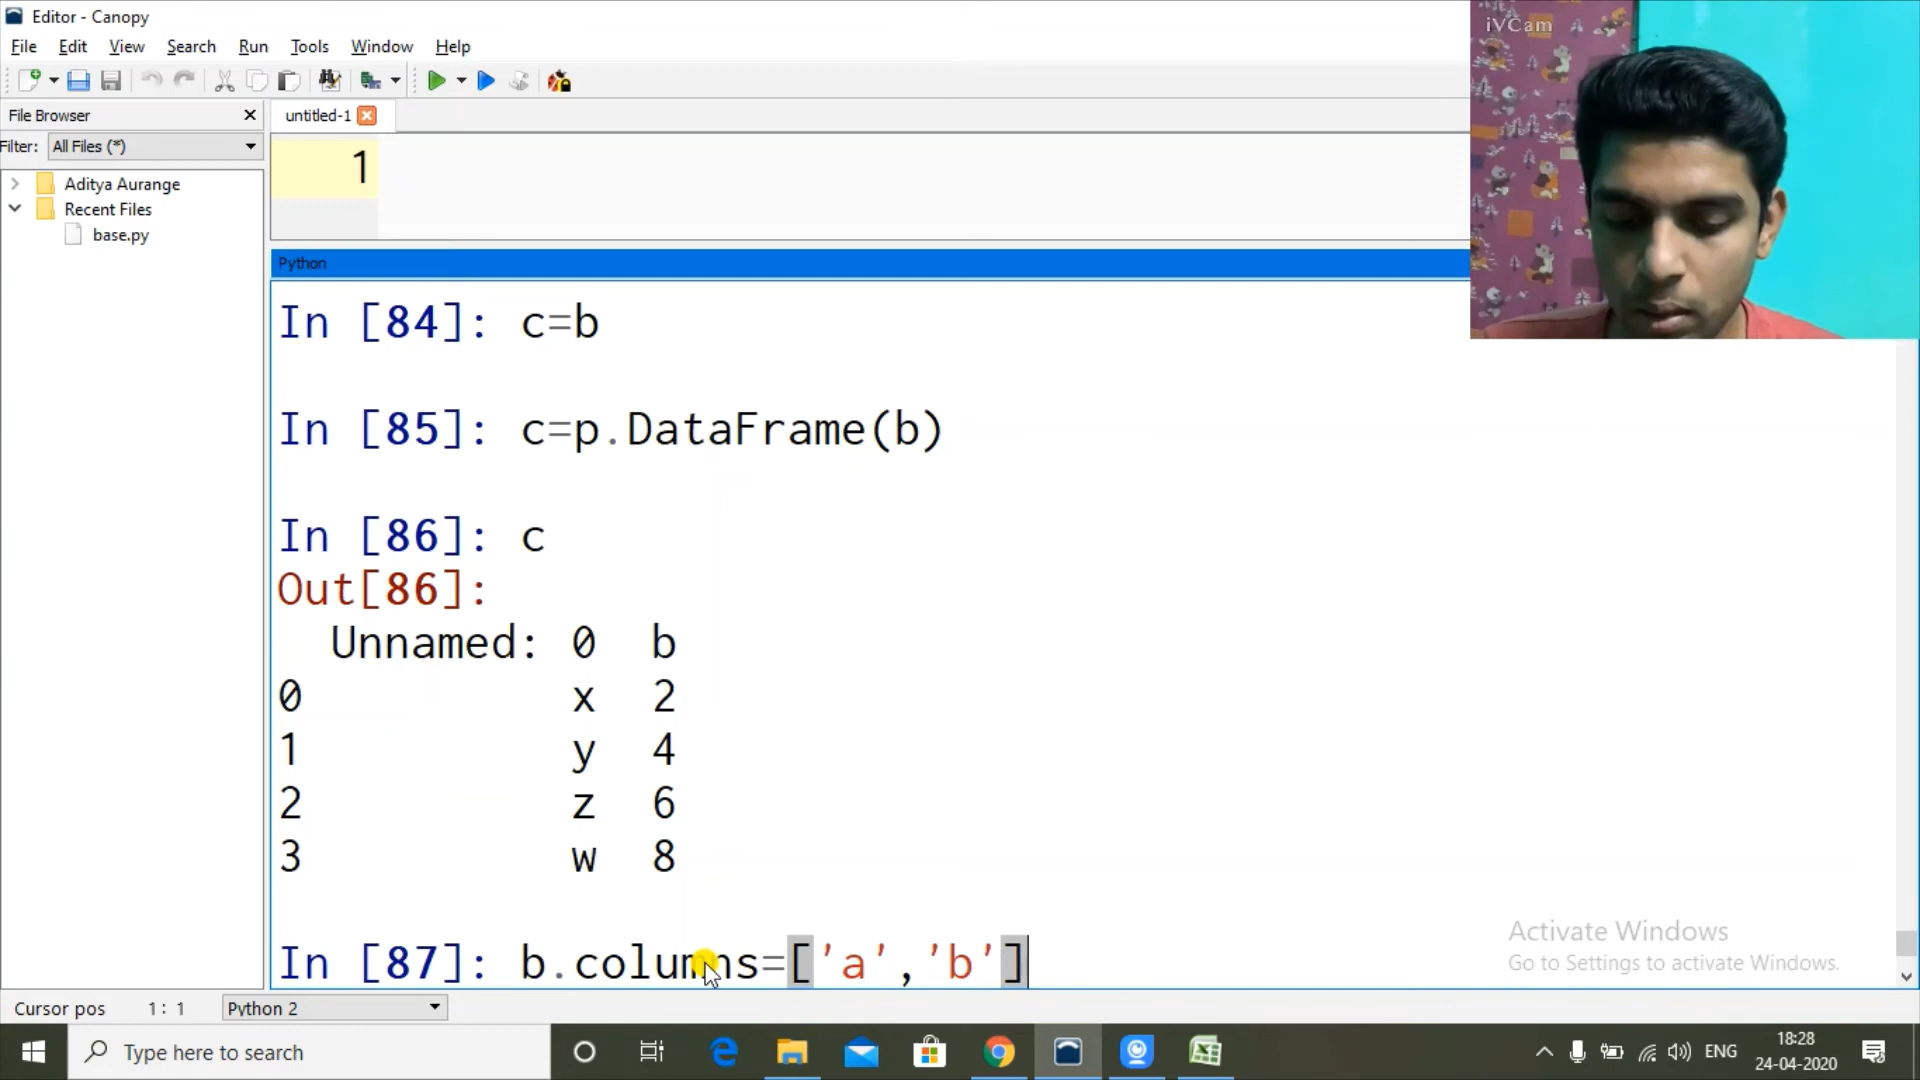 Editor - Canopy
File Edit View Search Run Tools Window Help
iVCam
File Browser
untitled-1
Filter: All Files (*)
1
Aditya Aurange
Recent Files
base.py
Python
In [84]: c=b
In [85]: c=p.DataFrame(b)
In [86]: c
Out[86]:
Unnamed: 0 b
0 x 2
1 y 4
2 z 6
3 w 8
In [87]: b.columns=['a','b']
Activate Windows
Go to Settings to activate Windows.
Cursor pos 1: 1 Python 2
Type here to search
ENG
18:28
24-04-2020